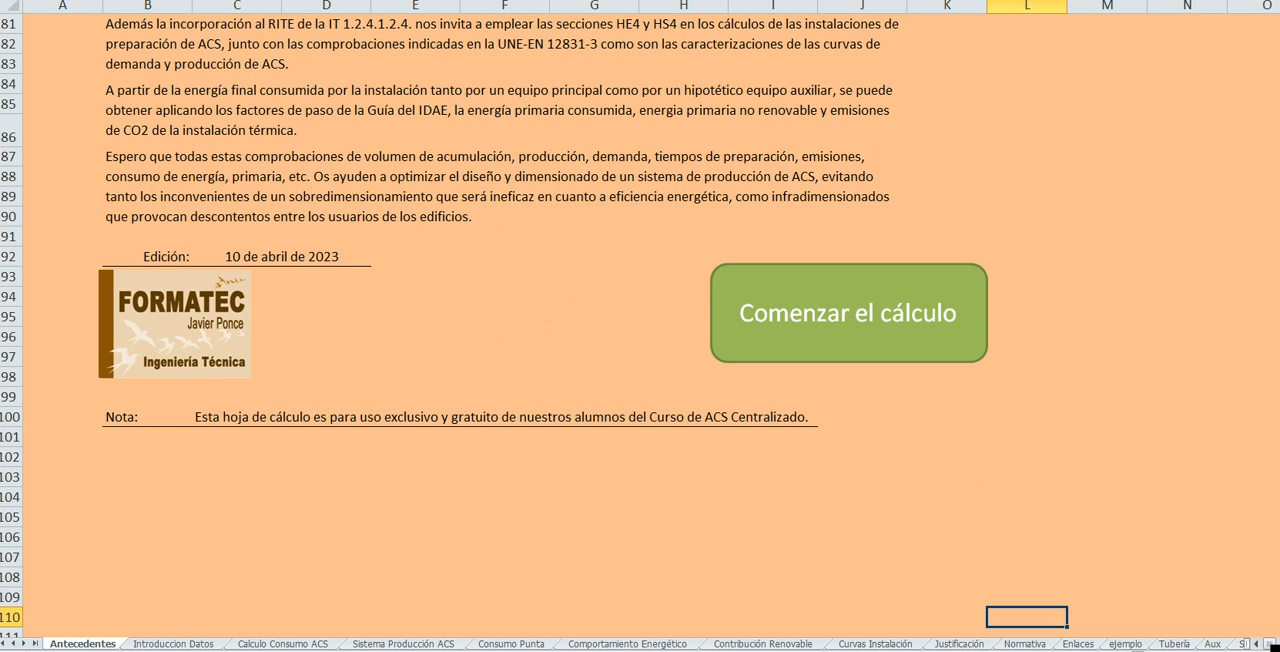 A B C D E F G H I J K L M N O
81 Además la incorporación al RITE de la IT 1.2.4.1.2.4. nos invita a emplear las secciones HE4 y HS4 en los cálculos de las instalaciones de
82 preparación de ACS, junto con las comprobaciones indicadas en la UNE-EN 12831-3 como son las caracterizaciones de las curvas de
83 demanda y producción de ACS.
84 A partir de la energía final consumida por la instalación tanto por un equipo principal como por un hipotético equipo auxiliar, se puede
85 obtener aplicando los factores de paso de la Guía del IDAE, la energía primaria consumida, energia primaria no renovable y emisiones
86 de CO2 de la instalación térmica.
87 Espero que todas estas comprobaciones de volumen de acumulación, producción, demanda, tiempos de preparación, emisiones,
88 consumo de energía, primaria, etc. Os ayuden a optimizar el diseño y dimensionado de un sistema de producción de ACS, evitando
89 tanto los inconvenientes de un sobredimensionamiento que será ineficaz en cuanto a eficiencia energética, como infradimensionados
90 que provocan descontentos entre los usuarios de los edificios.
91
92 Edición: 10 de abril de 2023
93
94 FORMATEC
95 Javier Ponce Comenzar el cálculo
96
97 Ingeniería Técnica
98
99
100 Nota: Esta hoja de cálculo es para uso exclusivo y gratuito de nuestros alumnos del Curso de ACS Centralizado.
101
102
103
104
105
106
107
108
109
110
111
Antecedentes Introduccion Datos Calculo Consumo ACS Sistema Producción ACS Consumo Punta Comportamiento Energético Contribución Renovable Curvas Instalación Justificación Normativa Enlaces ejemplo Tubería Aux